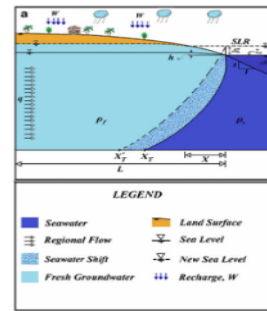 a
W
W
SLR
h
q
ρf
ρs
X'T
XT
X
L
LEGEND
Seawater
Land Surface
Regional Flow
Sea Level
Seawater Shift
New Sea Level
Fresh Groundwater
Recharge, W